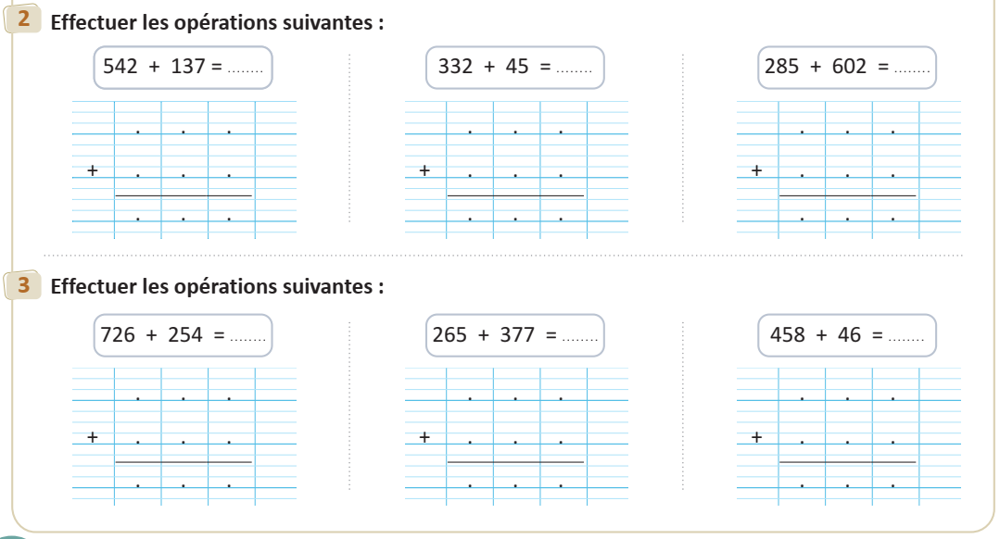 2 Effectuer les opérations suivantes :
542 + 137 = ........
332 + 45 = ........
285 + 602 = ........
. . .
. . .
. . .
+ . . .
+ . . .
+ . . .
. . .
. . .
. . .
3 Effectuer les opérations suivantes :
726 + 254 = ........
265 + 377 = ........
458 + 46 = ........
. . .
. . .
. . .
+ . . .
+ . . .
+ . . .
. . .
. . .
. . .